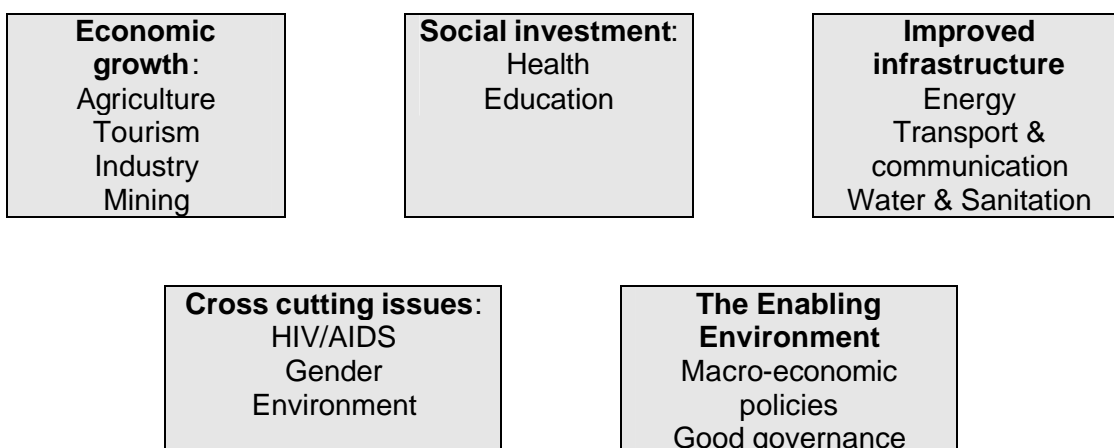 Economic
growth:
Agriculture
Tourism
Industry
Mining
Social investment:
Health
Education
Improved
infrastructure
Energy
Transport &
communication
Water & Sanitation
Cross cutting issues:
HIV/AIDS
Gender
Environment
The Enabling
Environment
Macro-economic
policies
Good governance